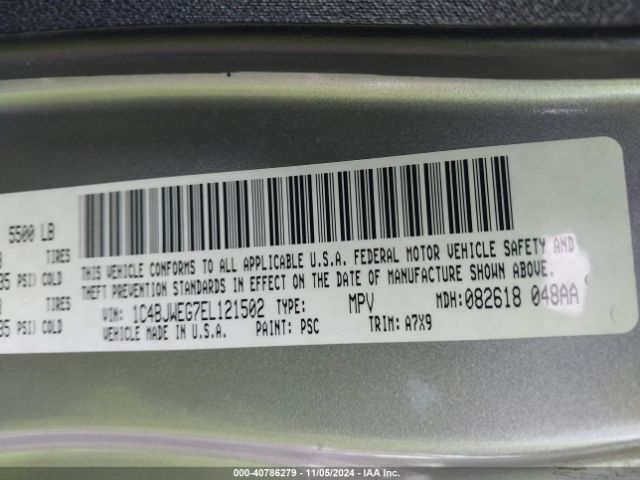 5500 LB
TIRES
35 PSI) COLD
TIRES
35 PSI) COLD
THIS VEHICLE CONFORMS TO ALL APPLICABLE U.S.A. FEDERAL MOTOR VEHICLE SAFETY AND
THEFT PREVENTION STANDARDS IN EFFECT ON THE DATE OF MANUFACTURE SHOWN ABOVE.
VIN: 1C4BJWEG7EL121502 TYPE: MPV MDH:082618 048AA
VEHICLE MADE IN U.S.A. PAINT: PSC TRIM: A7X9
000-40786279 - 11/05/2024 - IAA Inc.